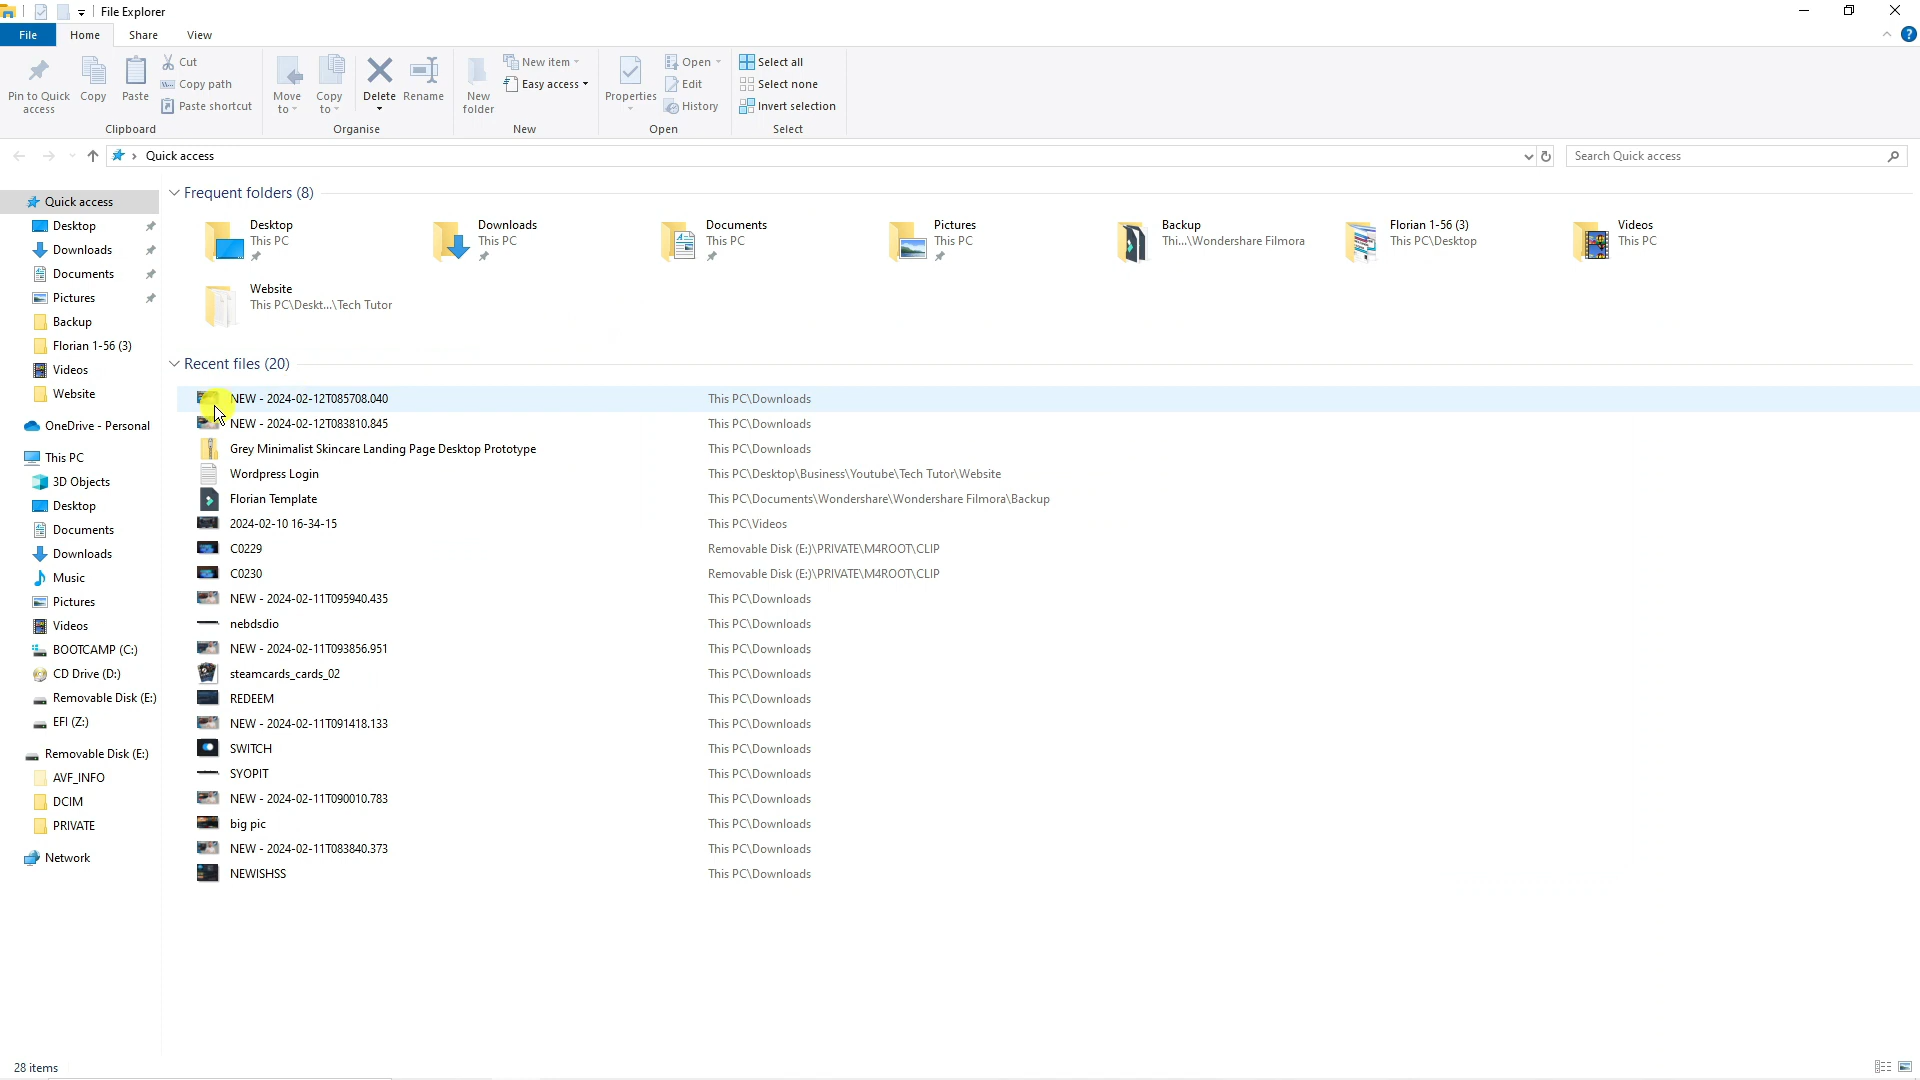 File Explorer
File Home Share View
Pin to Quick access
Copy
Paste
Cut
Copy path
Paste shortcut
Clipboard
Move to
Copy to
Delete
Rename
Organise
New folder
New item
Easy access
New
Properties
Open
Edit
History
Open
Select all
Select none
Invert selection
Select
Quick access
Search Quick access
Quick access
Desktop
Downloads
Documents
Pictures
Backup
Florian 1-56 (3)
Videos
Website
OneDrive - Personal
This PC
3D Objects
Desktop
Documents
Downloads
Music
Pictures
Videos
BOOTCAMP (C:)
CD Drive (D:)
Removable Disk (E:)
EFI (Z:)
Removable Disk (E:)
AVF_INFO
DCIM
PRIVATE
Network
Frequent folders (8)
Desktop
This PC
Downloads
This PC
Documents
This PC
Pictures
This PC
Backup
Thi...\Wondershare Filmora
Florian 1-56 (3)
This PC\Desktop
Videos
This PC
Website
This PC\Deskt...\Tech Tutor
Recent files (20)
NEW - 2024-02-12T085708.040 This PC\Downloads
NEW - 2024-02-12T083810.845 This PC\Downloads
Grey Minimalist Skincare Landing Page Desktop Prototype This PC\Downloads
Wordpress Login This PC\Desktop\Business\Youtube\Tech Tutor\Website
Florian Template This PC\Documents\Wondershare\Wondershare Filmora\Backup
2024-02-10 16-34-15 This PC\Videos
C0229 Removable Disk (E:)\PRIVATE\M4ROOT\CLIP
C0230 Removable Disk (E:)\PRIVATE\M4ROOT\CLIP
NEW - 2024-02-11T095940.435 This PC\Downloads
nebdsdio This PC\Downloads
NEW - 2024-02-11T093856.951 This PC\Downloads
steamcards_cards_02 This PC\Downloads
REDEEM This PC\Downloads
NEW - 2024-02-11T091418.133 This PC\Downloads
SWITCH This PC\Downloads
SYOPIT This PC\Downloads
NEW - 2024-02-11T090010.783 This PC\Downloads
big pic This PC\Downloads
NEW - 2024-02-11T083840.373 This PC\Downloads
NEWISHSS This PC\Downloads
28 items